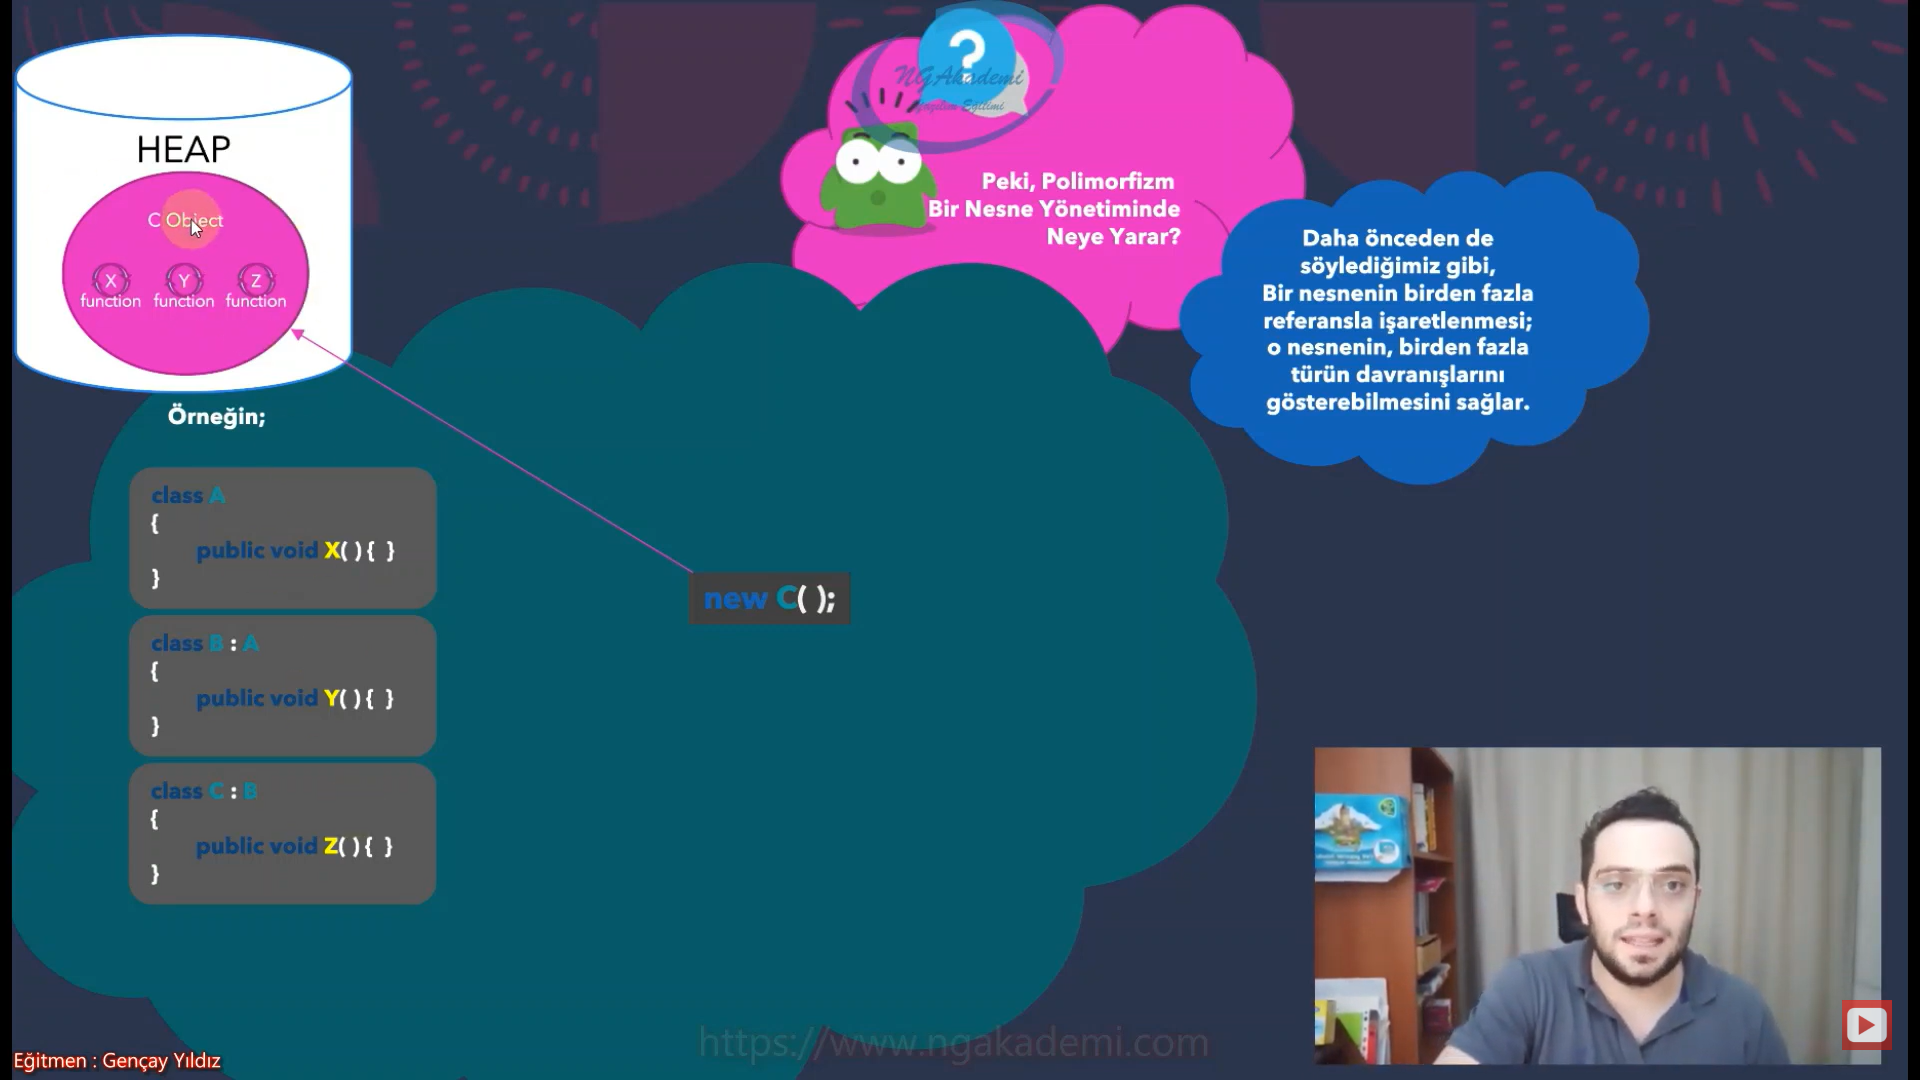 HEAP
C Object
X
function
Y
function
Z
function
NGAkademi
Yazılım Eğitimi
?
Peki, Polimorfizm
Bir Nesne Yönetiminde
Neye Yarar?
Daha önceden de
söylediğimiz gibi,
Bir nesnenin birden fazla
referansla işaretlenmesi;
o nesnenin, birden fazla
türün davranışlarını
gösterebilmesini sağlar.
Örneğin;
class A
{
public void X( ) { }
}
class B : A
{
public void Y( ) { }
}
class C : B
{
public void Z( ) { }
}
new C( );
https://www.ngakademi.com
Eğitmen : Gençay Yıldız